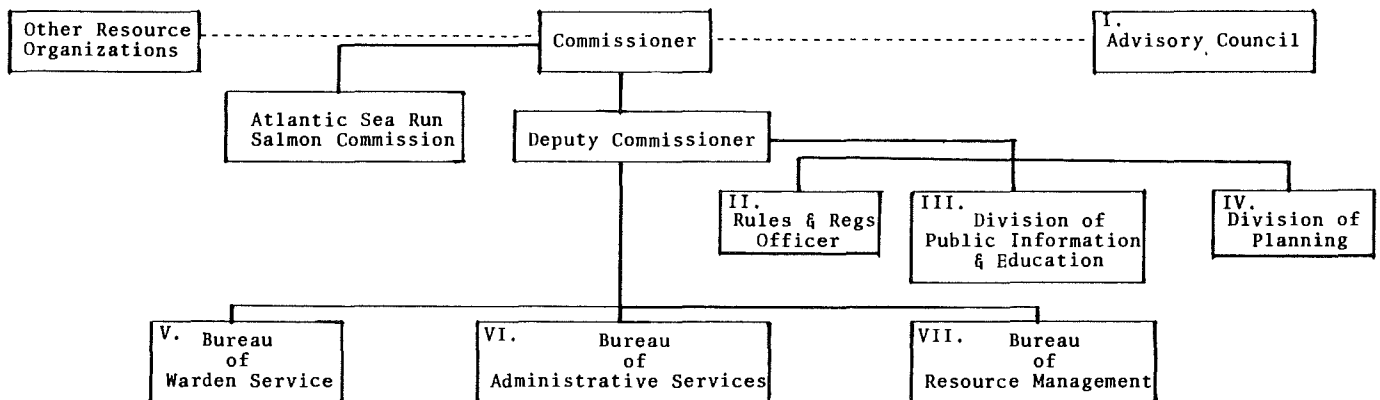 Other Resource
Organizations
Commissioner
I.
Advisory Council
Atlantic Sea Run
Salmon Commission
Deputy Commissioner
II.
Rules & Regs
Officer
III.
Division of
Public Information
& Education
IV.
Division of
Planning
V. Bureau
of
Warden Service
VI. Bureau
of
Administrative Services
VII. Bureau
of
Resource Management